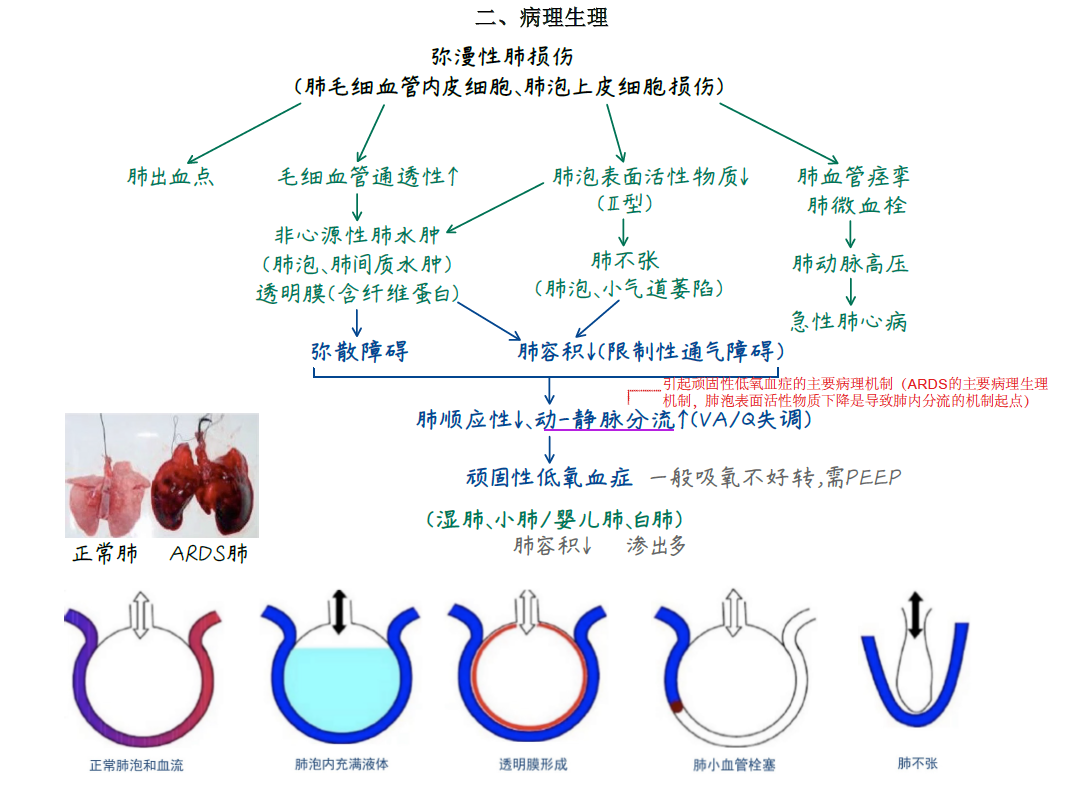 二、病理生理
弥漫性肺损伤
(肺毛细血管内皮细胞、肺泡上皮细胞损伤)
肺出血点
毛细血管通透性↑
肺泡表面活性物质↓
(Ⅱ型)
肺血管痉挛
肺微血栓
非心源性肺水肿
(肺泡、肺间质水肿)
透明膜(含纤维蛋白)
肺不张
(肺泡、小气道萎陷)
肺动脉高压
急性肺心病
弥散障碍
肺容积↓(限制性通气障碍)
引起顽固性低氧血症的主要病理机制（ARDS的主要病理生理
机制，肺泡表面活性物质下降是导致肺内分流的机制起点）
肺顺应性↓、动-静脉分流↑(VA/Q失调)
顽固性低氧血症 一般吸氧不好转,需PEEP
(湿肺、小肺/婴儿肺、白肺)
肺容积↓ 渗出多
正常肺 ARDS肺
正常肺泡和血流
肺泡内充满液体
透明膜形成
肺小血管栓塞
肺不张